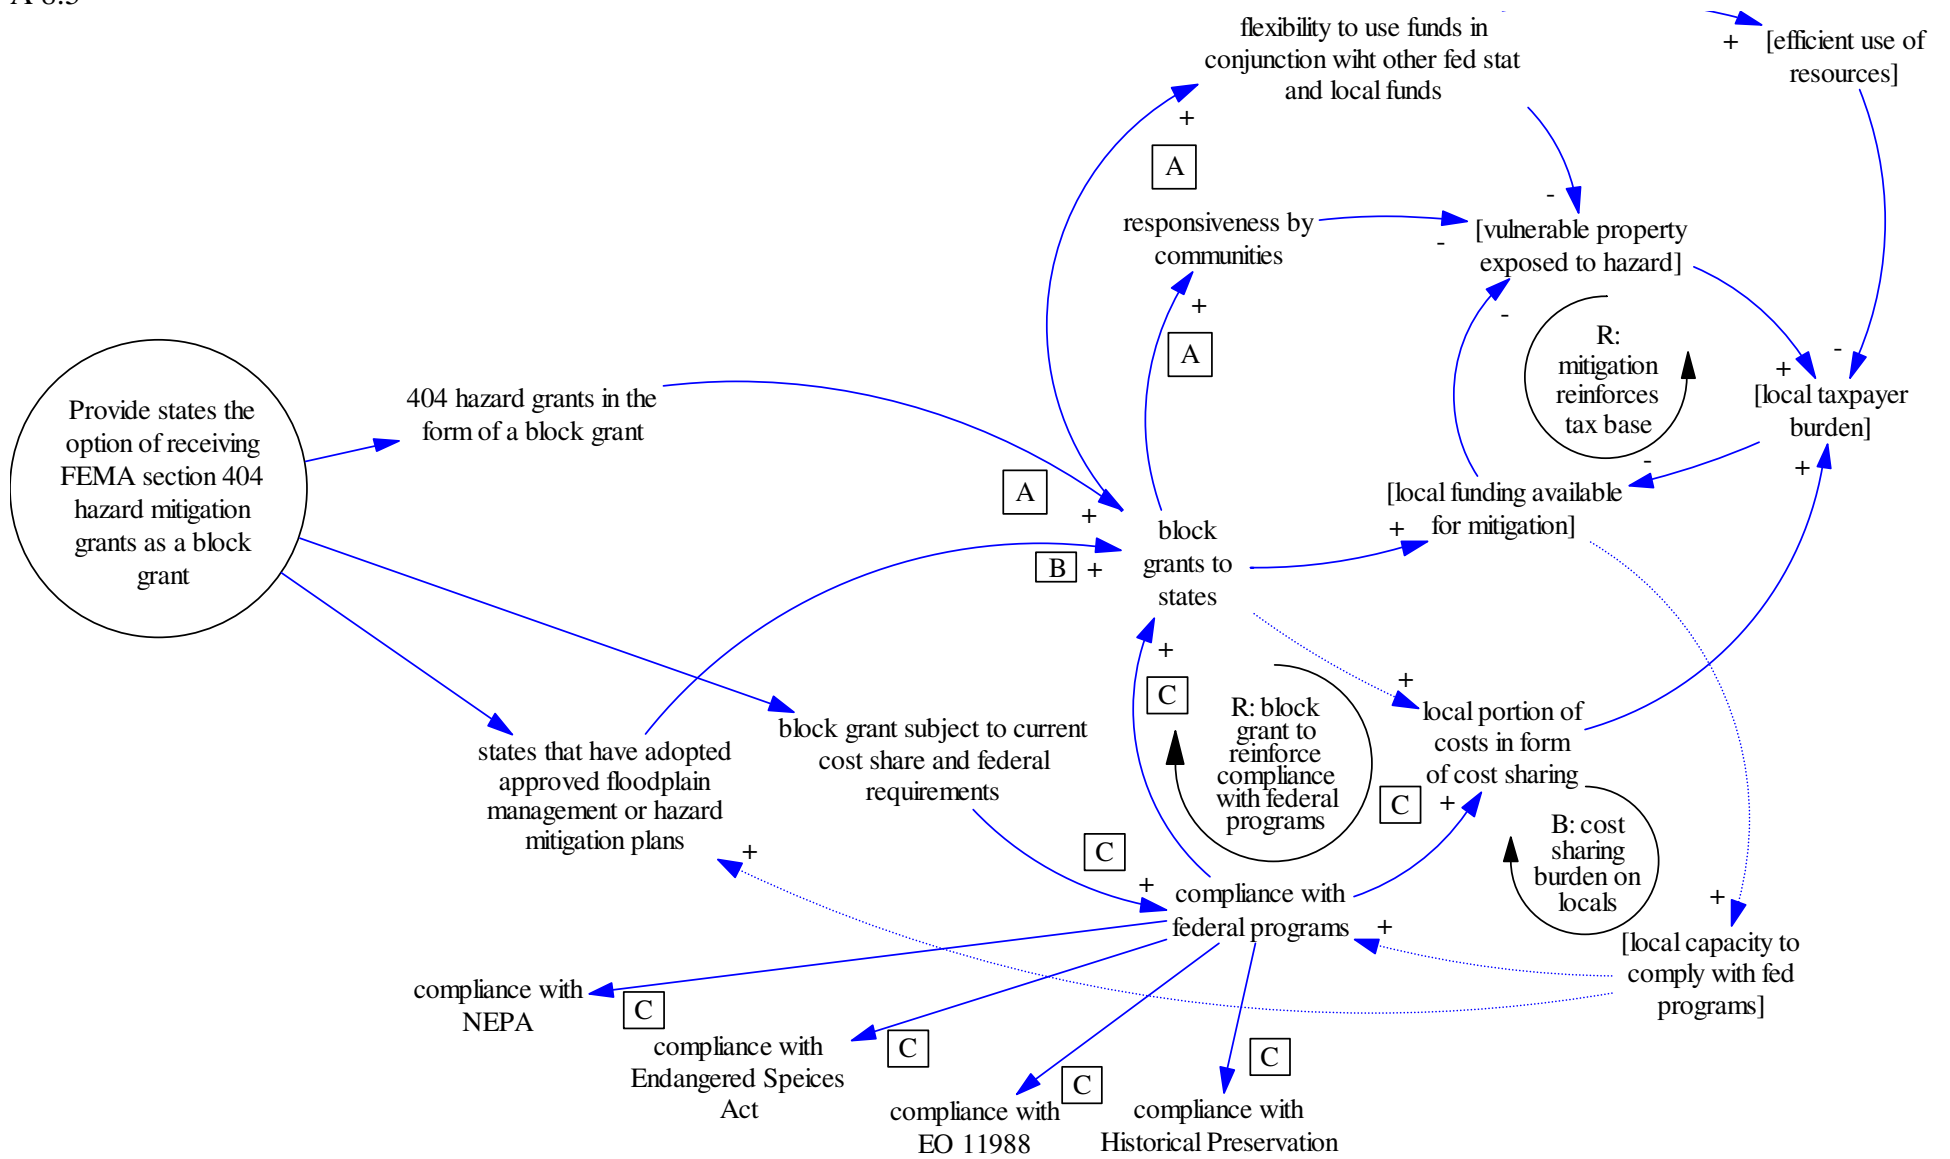 flexibility to use funds in
conjunction wiht other fed stat
and local funds
+
[efficient use of
resources]
+
A
-
responsiveness by
communities
-
[vulnerable property
exposed to hazard]
+
-
A
R:
mitigation
reinforces
tax base
-
+
[local taxpayer
burden]
+
-
Provide states the
option of receiving
FEMA section 404
hazard mitigation
grants as a block
grant
404 hazard grants in the
form of a block grant
A
+
B
+
block
grants to
states
+
[local funding available
for mitigation]
+
C
R: block
grant to
reinforce
compliance
with federal
programs
+
local portion of
costs in form
of cost sharing
C
+
B: cost
sharing
burden on
locals
states that have adopted
approved floodplain
management or hazard
mitigation plans
+
block grant subject to current
cost share and federal
requirements
C
+
compliance with
federal programs
+
+
[local capacity to
comply with fed
programs]
compliance with
NEPA
C
compliance with
Endangered Speices
Act
C
compliance with
EO 11988
C
compliance with
Historical Preservation
C